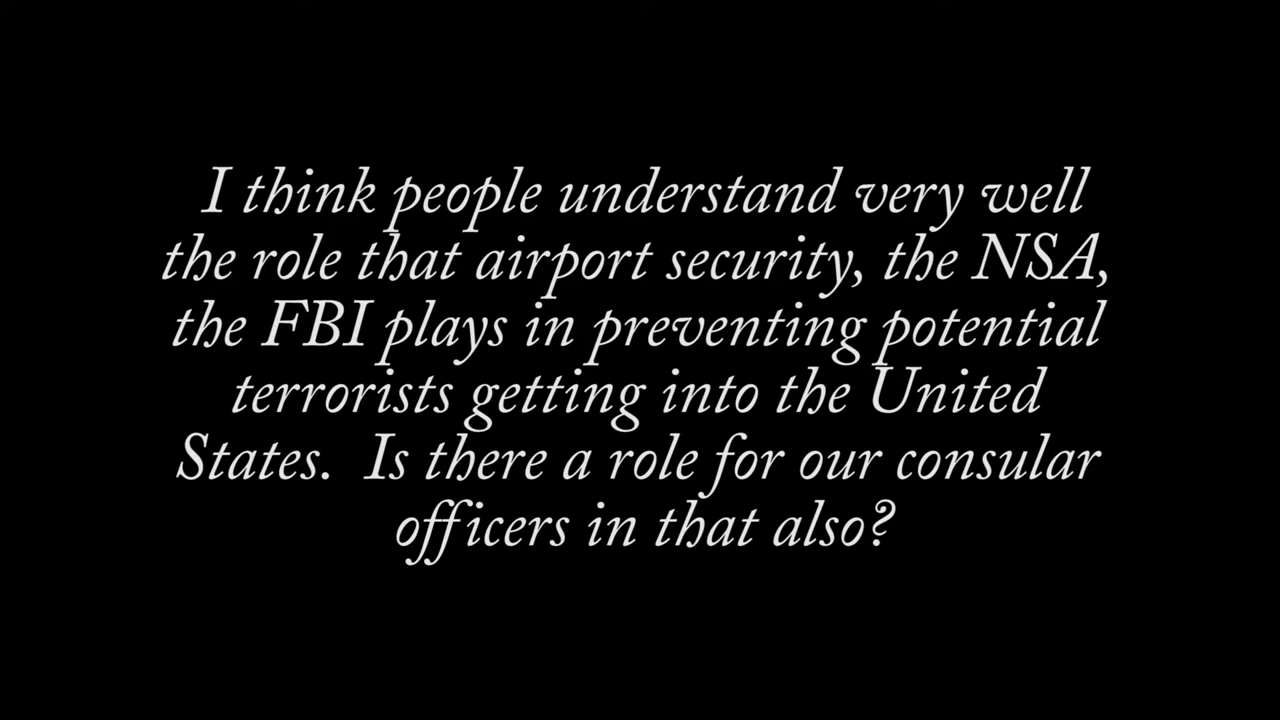 I think people understand very well
the role that airport security, the NSA,
the FBI plays in preventing potential
terrorists getting into the United
States.  Is there a role for our consular
officers in that also?